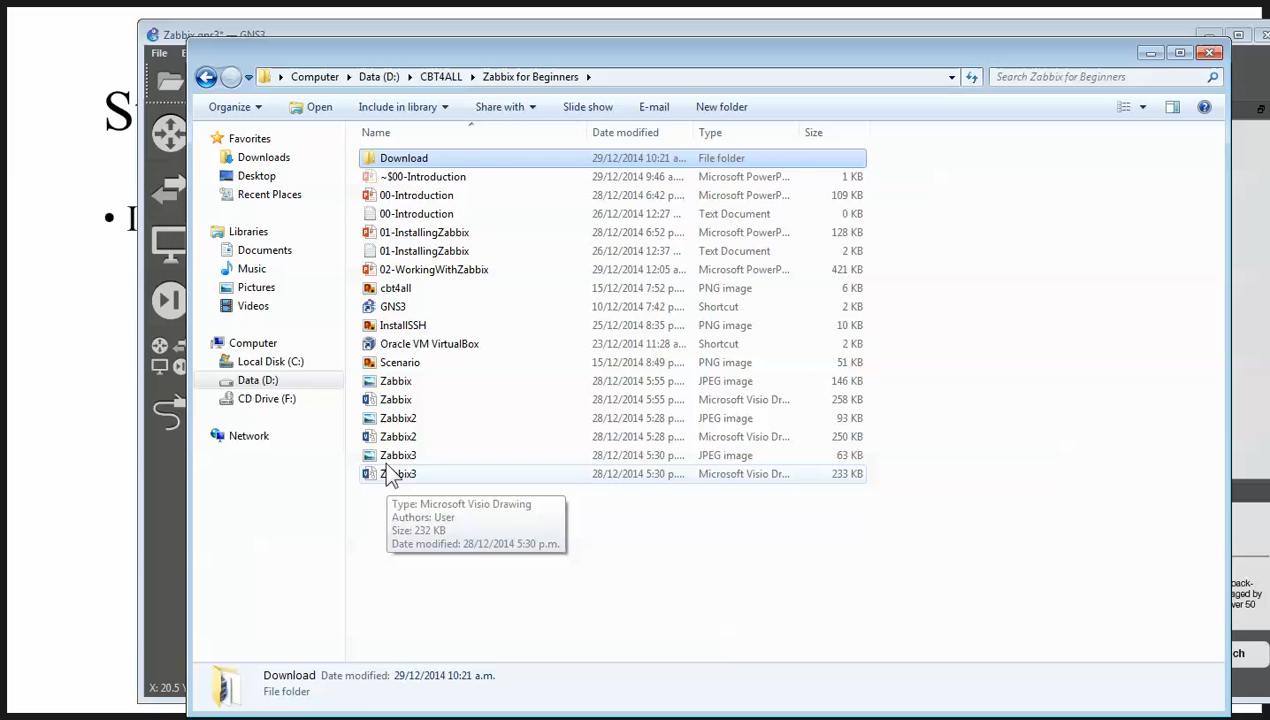 Zabbix.gns3* — GNS3
File
Computer Data (D:) CBT4ALL Zabbix for Beginners
Search Zabbix for Beginners
Organize Open Include in library Share with Slide show E-mail New folder
Name Date modified Type Size
Favorites
Downloads
Desktop
Recent Places
Libraries
Documents
Music
Pictures
Videos
Computer
Local Disk (C:)
Data (D:)
CD Drive (F:)
Network
Download 29/12/2014 10:21 a... File folder
~$00-Introduction 29/12/2014 9:46 a.... Microsoft PowerP... 1 KB
00-Introduction 28/12/2014 6:42 p.... Microsoft PowerP... 109 KB
00-Introduction 26/12/2014 12:27 ... Text Document 0 KB
01-InstallingZabbix 28/12/2014 6:52 p.... Microsoft PowerP... 128 KB
01-InstallingZabbix 26/12/2014 12:37 ... Text Document 2 KB
02-WorkingWithZabbix 29/12/2014 12:05 a... Microsoft PowerP... 421 KB
cbt4all 15/12/2014 7:52 p.... PNG image 6 KB
GNS3 10/12/2014 7:42 p.... Shortcut 2 KB
InstallSSH 25/12/2014 8:35 p.... PNG image 10 KB
Oracle VM VirtualBox 23/12/2014 11:28 a... Shortcut 2 KB
Scenario 15/12/2014 8:49 p.... PNG image 51 KB
Zabbix 28/12/2014 5:55 p.... JPEG image 146 KB
Zabbix 28/12/2014 5:55 p.... Microsoft Visio Dr... 258 KB
Zabbix2 28/12/2014 5:28 p.... JPEG image 93 KB
Zabbix2 28/12/2014 5:28 p.... Microsoft Visio Dr... 250 KB
Zabbix3 28/12/2014 5:30 p.... JPEG image 63 KB
Zabbix3 28/12/2014 5:30 p.... Microsoft Visio Dr... 233 KB
Type: Microsoft Visio Drawing
Authors: User
Size: 232 KB
Date modified: 28/12/2014 5:30 p.m.
back-
aged by
ver 50
ch
Download Date modified: 29/12/2014 10:21 a.m.
File folder
X: 20.5